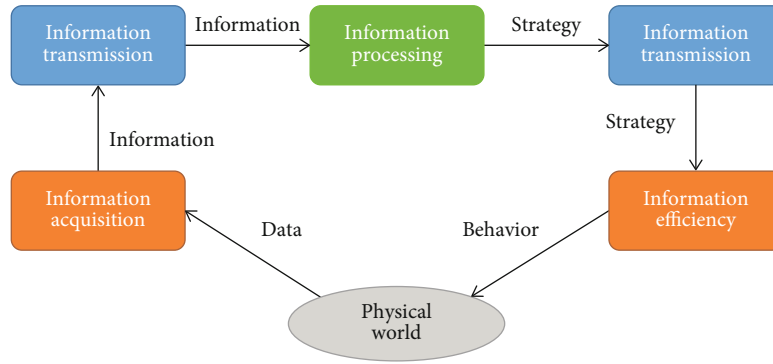 Information
transmission
Information
Information
processing
Strategy
Information
transmission
Information
Strategy
Information
acquisition
Information
efficiency
Data
Behavior
Physical
world